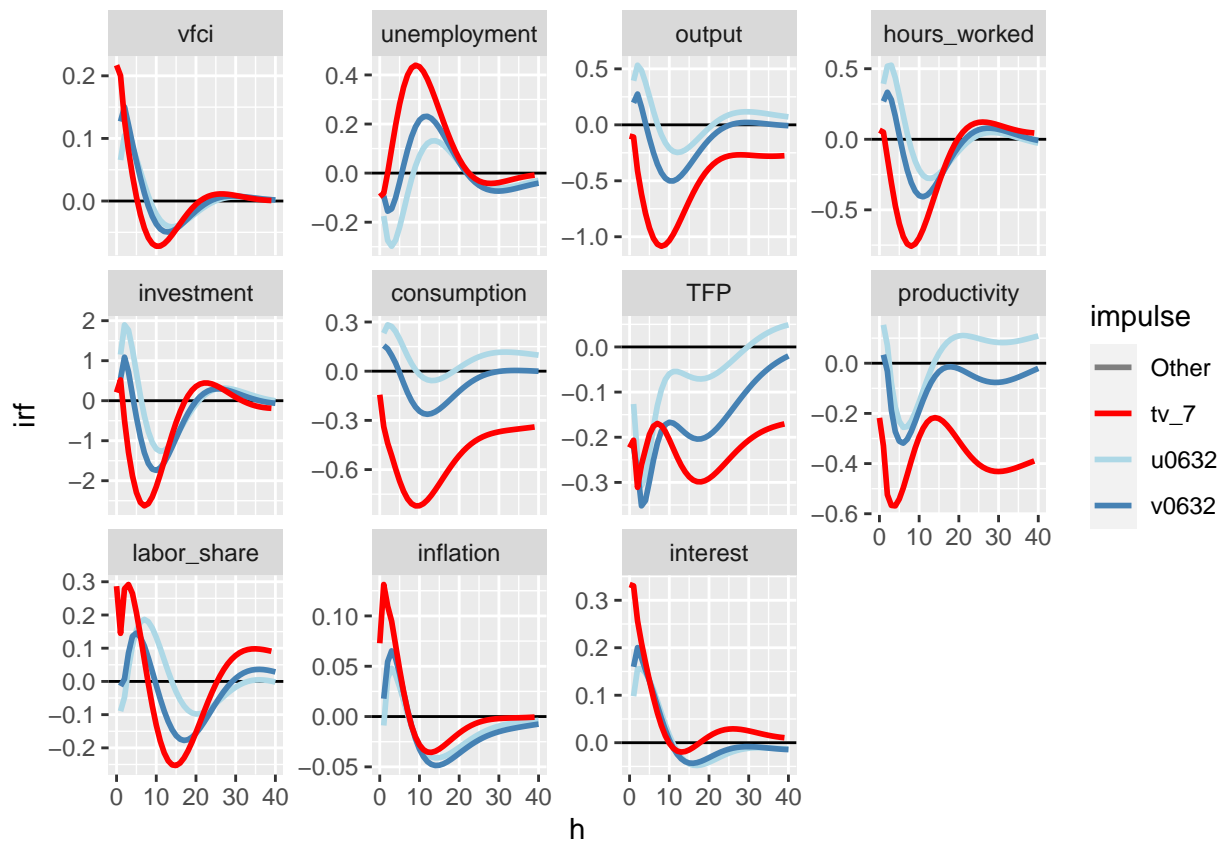 vfci unemployment output hours_worked
0.2 0.4 0.5 0.5
0.1 0.2 0.0 0.0
0.0 0.0 −0.5 −0.5
−0.2 −1.0
investment consumption TFP productivity
2 0.3 0.0 0.0
1 0.0 −0.1 −0.2
0 −0.3 −0.2 −0.4
−1 −0.6 −0.3 −0.6
−2
0 10 20 30 40
labor_share inflation interest
0.3 0.10 0.3
0.2 0.05 0.2
0.1 0.00 0.1
0.0 −0.05 0.0
−0.1
−0.2
0 10 20 30 40 0 10 20 30 40 0 10 20 30 40
h
irf
impulse
Other
tv_7
u0632
v0632